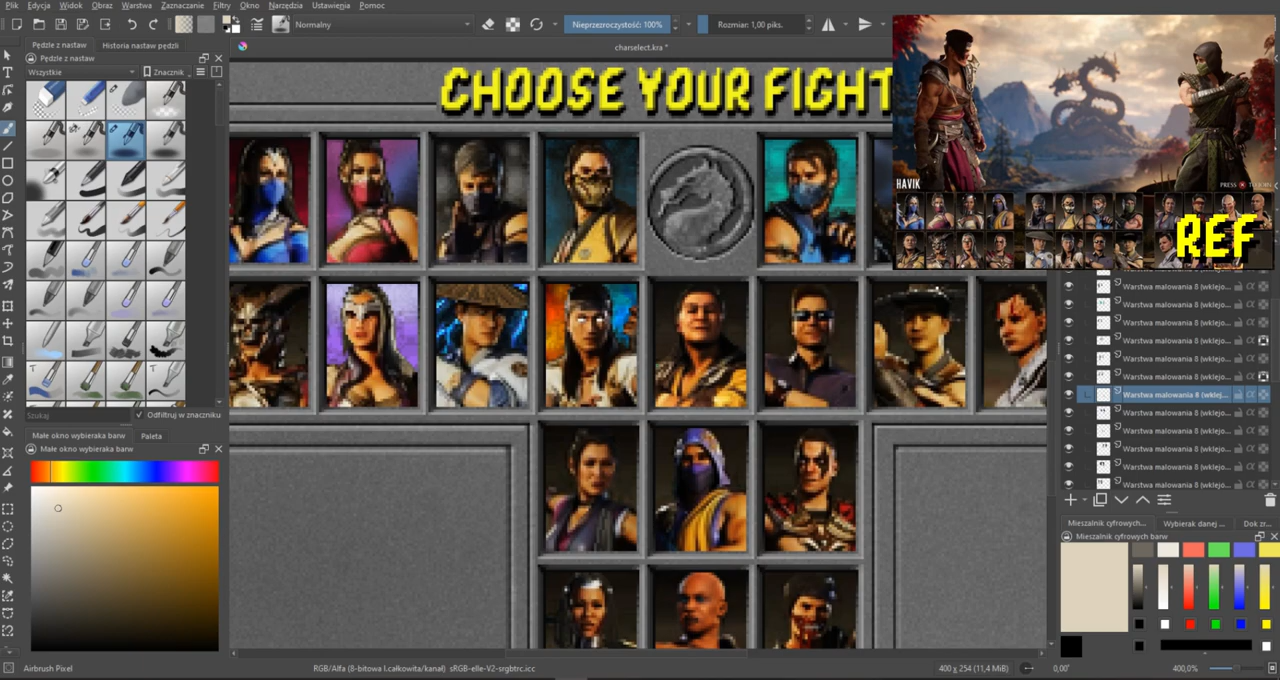 Plik Edycja Widok Obraz Warstwa Zaznaczanie Filtry Okno Narzędzia Ustawienia Pomoc
Normalny
Nieprzezroczystość: 100%
Rozmiar: 1,00 piks.
Pędzle z nastaw
Historia nastaw pędzli
charselect.kra *
Pędzle z nastaw
Wszystkie
Znacznik
CHOOSE YOUR FIGHT
HAVIK
REF
Warstwa malowania 8 (wklejo...
Warstwa malowania 8 (wklejo...
Warstwa malowania 8 (wklejo...
Warstwa malowania 8 (wklejo...
Warstwa malowania 8 (wklejo...
Warstwa malowania 8 (wklejo...
Warstwa malowania 8 (wklej...
Warstwa malowania 8 (wklejo...
Warstwa malowania 8 (wklejo...
Warstwa malowania 8 (wklejo...
Warstwa malowania 8 (wklejo...
Warstwa malowania 8 (wklejo...
Szukaj
Odfiltruj w znaczniku
Małe okno wybieraka barw
Paleta
Małe okno wybieraka barw
Mieszalnik cyfrowych...
Wybierak danej ...
Dok zr...
Mieszalnik cyfrowych barw
Airbrush Pixel
RGB/Alfa (8-bitowa l.całkowita/kanał) sRGB-elle-V2-srgbtrc.icc
400 x 254 (11,4 MiB)
0,00°
400,0%